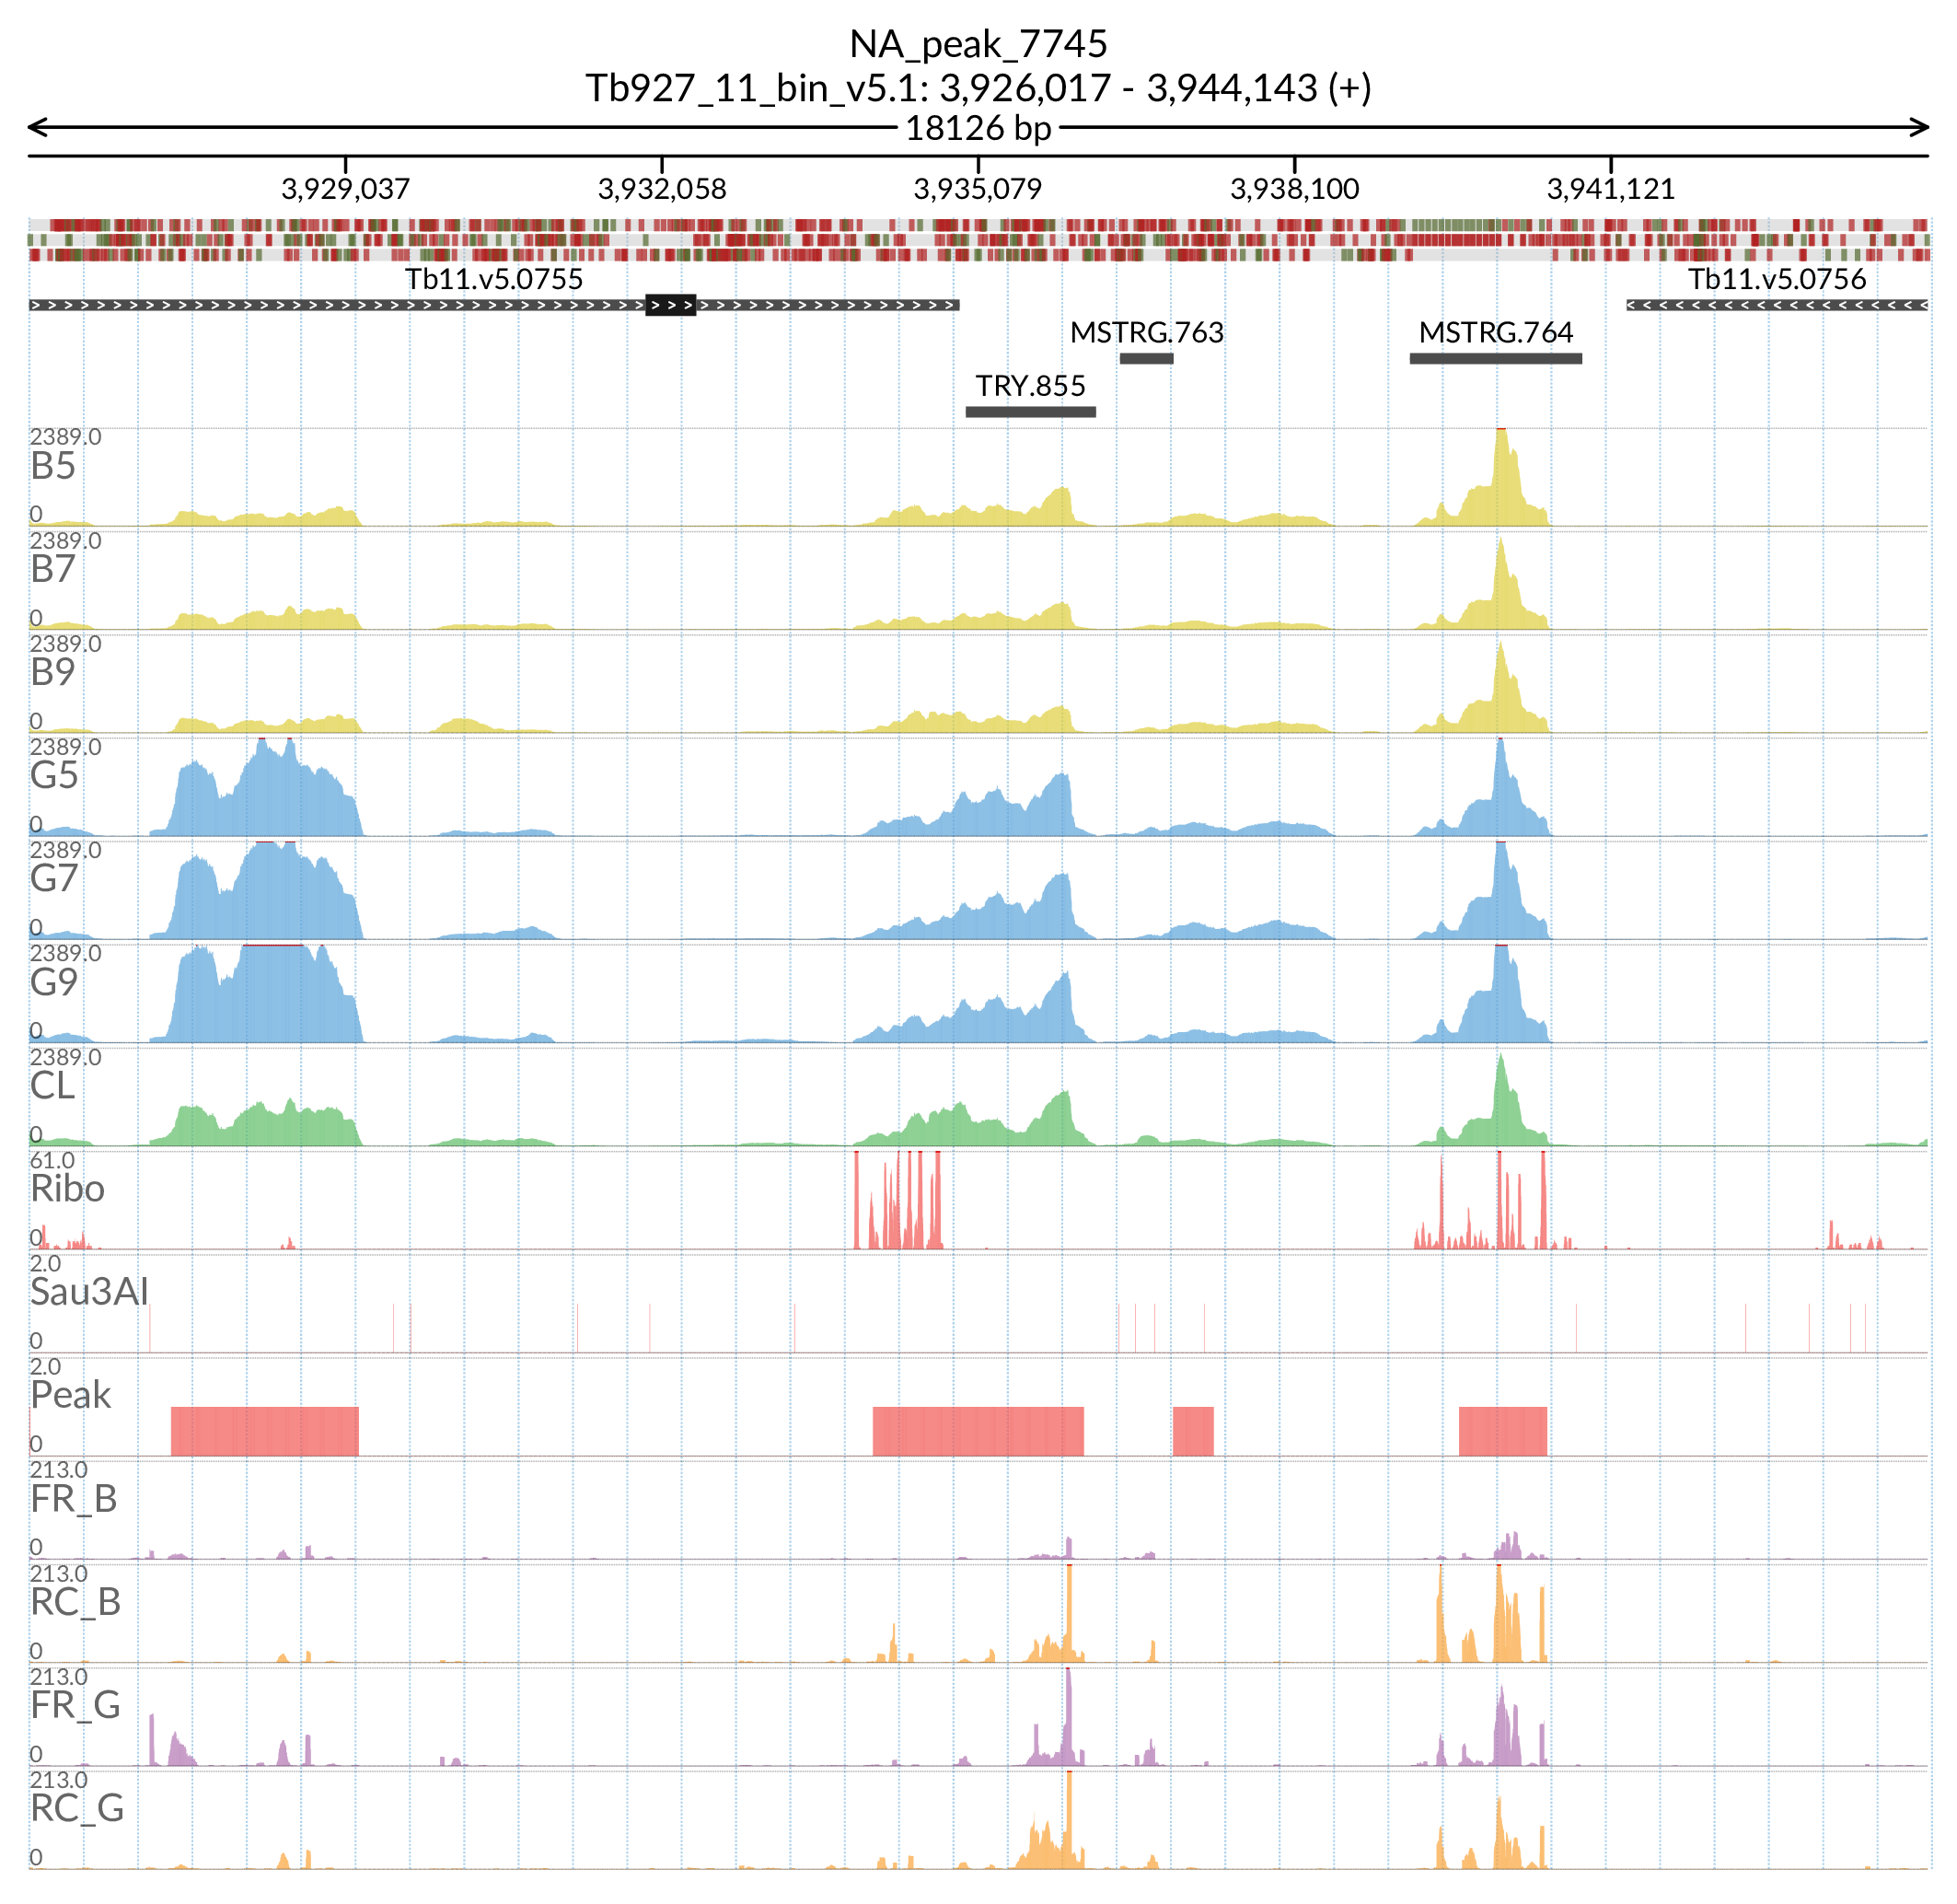 NA_peak_7745
Tb927_11_bin_v5.1: 3,926,017 - 3,944,143 (+)
18126 bp
3,929,037 3,932,058 3,935,079 3,938,100 3,941,121
Tb11.v5.0755 Tb11.v5.0756
MSTRG.763 MSTRG.764
TRY.855
2389.0
B5
0
2389.0
B7
0
2389.0
B9
0
2389.0
G5
0
2389.0
G7
0
2389.0
G9
0
2389.0
CL
0
61.0
Ribo
0
2.0
Sau3AI
0
2.0
Peak
0
213.0
FR_B
0
213.0
RC_B
0
213.0
FR_G
0
213.0
RC_G
0